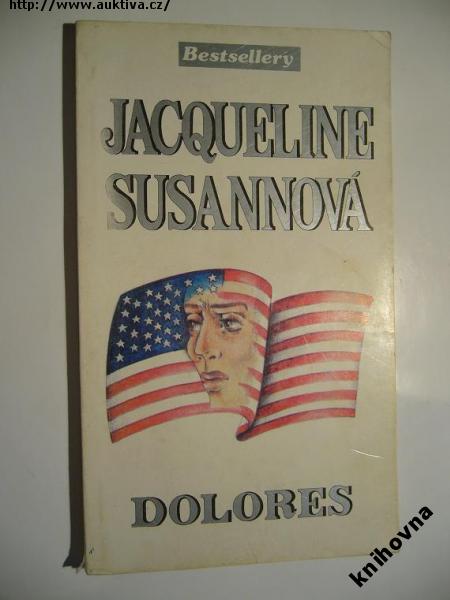 http://www.auktiva.cz/
Bestsellery
JACQUELINE
SUSANNOVÁ
DOLORES
knihovna